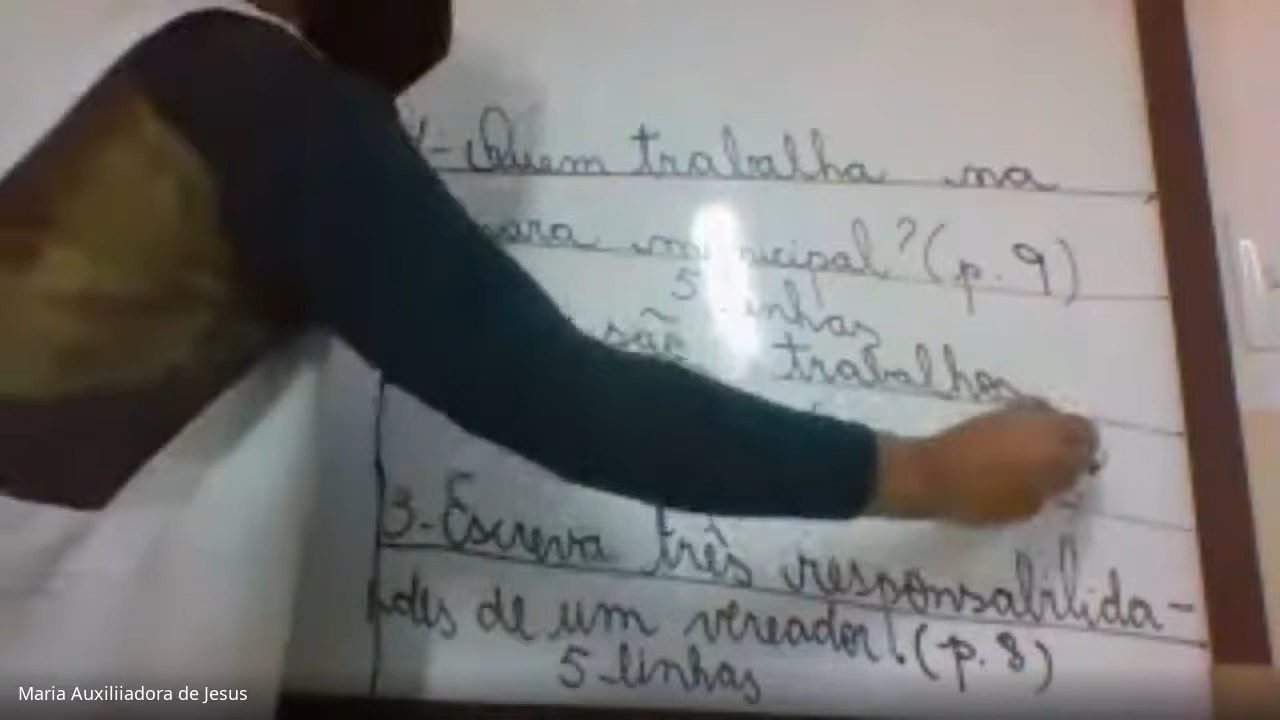 - Quem trabalha na
municipal? (p. 9)
5 linhas
são trabalhos
3- Escreva três responsabilida-
des de um vereador! (p. 8)
5 linhas
Maria Auxiliiadora de Jesus